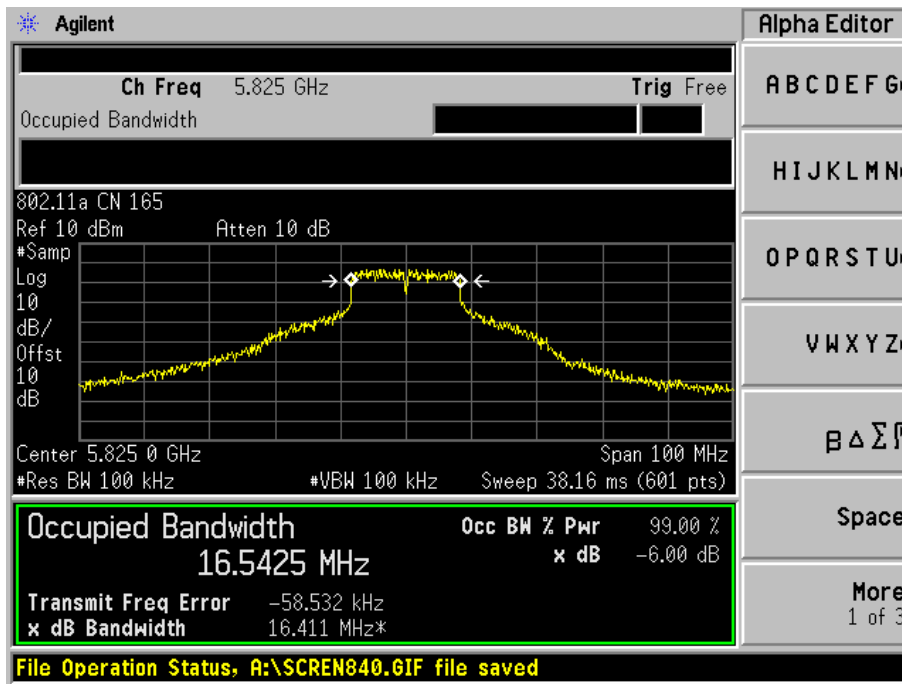 Agilent
Alpha Editor
Ch Freq 5.825 GHz Trig Free
Occupied Bandwidth
802.11a CN 165
Ref 10 dBm Atten 10 dB
#Samp
Log
10
dB/
Offst
10
dB
Center 5.825 0 GHz Span 100 MHz
#Res BW 100 kHz #VBW 100 kHz Sweep 38.16 ms (601 pts)
Occupied Bandwidth Occ BW % Pwr 99.00 %
16.5425 MHz x dB -6.00 dB
Transmit Freq Error -58.532 kHz
x dB Bandwidth 16.411 MHz*
File Operation Status, A:\SCREN840.GIF file saved
A B C D E F G
H I J K L M N
O P Q R S T U
V W X Y Z
Space
More
1 of 3